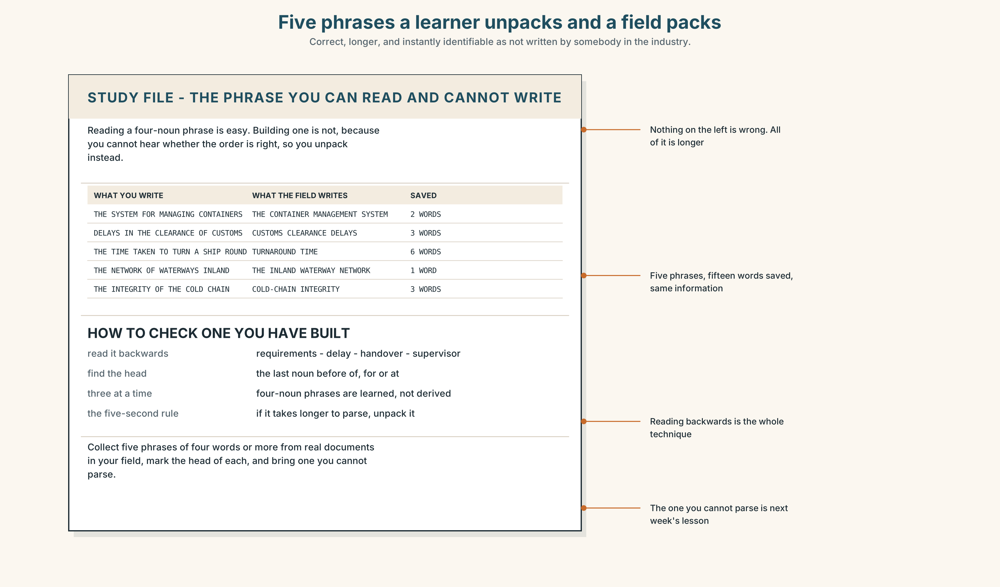 Five phrases a learner unpacks and a field packs
Correct, longer, and instantly identifiable as not written by somebody in the industry.
STUDY FILE - THE PHRASE YOU CAN READ AND CANNOT WRITE
Reading a four-noun phrase is easy. Building one is not, because
you cannot hear whether the order is right, so you unpack
instead.
WHAT YOU WRITE WHAT THE FIELD WRITES SAVED
THE SYSTEM FOR MANAGING CONTAINERS THE CONTAINER MANAGEMENT SYSTEM 2 WORDS
DELAYS IN THE CLEARANCE OF CUSTOMS CUSTOMS CLEARANCE DELAYS 3 WORDS
THE TIME TAKEN TO TURN A SHIP ROUND TURNAROUND TIME 6 WORDS
THE NETWORK OF WATERWAYS INLAND THE INLAND WATERWAY NETWORK 1 WORD
THE INTEGRITY OF THE COLD CHAIN COLD-CHAIN INTEGRITY 3 WORDS
HOW TO CHECK ONE YOU HAVE BUILT
read it backwards requirements - delay - handover - supervisor
find the head the last noun before of, for or at
three at a time four-noun phrases are learned, not derived
the five-second rule if it takes longer to parse, unpack it
Collect five phrases of four words or more from real documents
in your field, mark the head of each, and bring one you cannot
parse.
Nothing on the left is wrong. All
of it is longer
Five phrases, fifteen words saved,
same information
Reading backwards is the whole
technique
The one you cannot parse is next
week's lesson